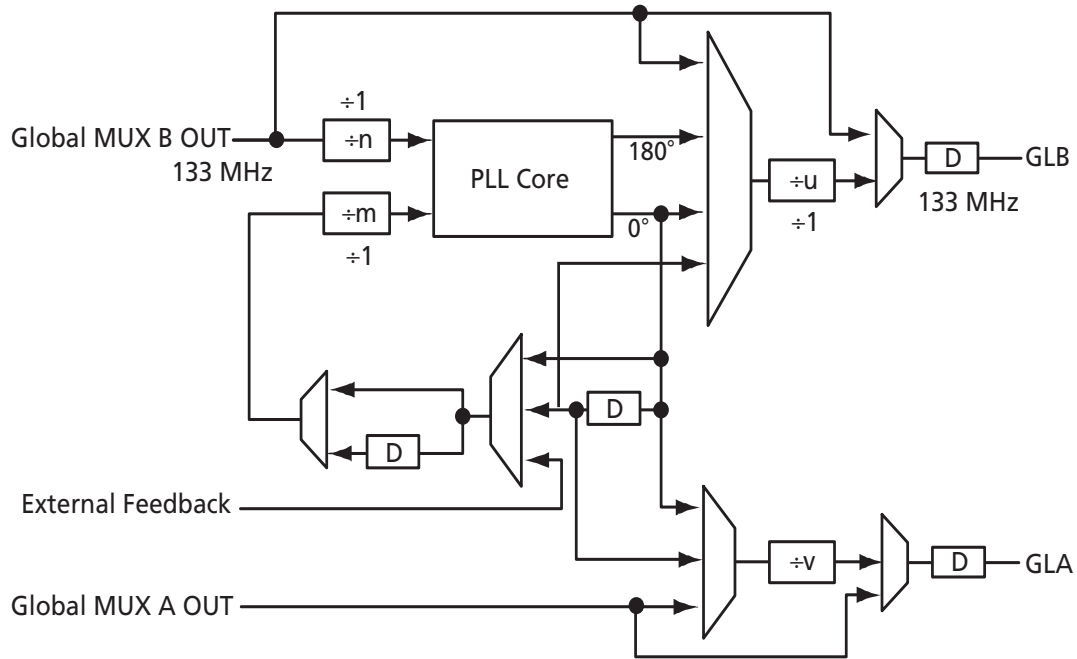 ÷1
Global MUX B OUT
÷n
133 MHz
180°
PLL Core
÷u
D
GLB
133 MHz
÷m
0°
÷1
÷1
D
D
External Feedback
÷v
D
GLA
Global MUX A OUT